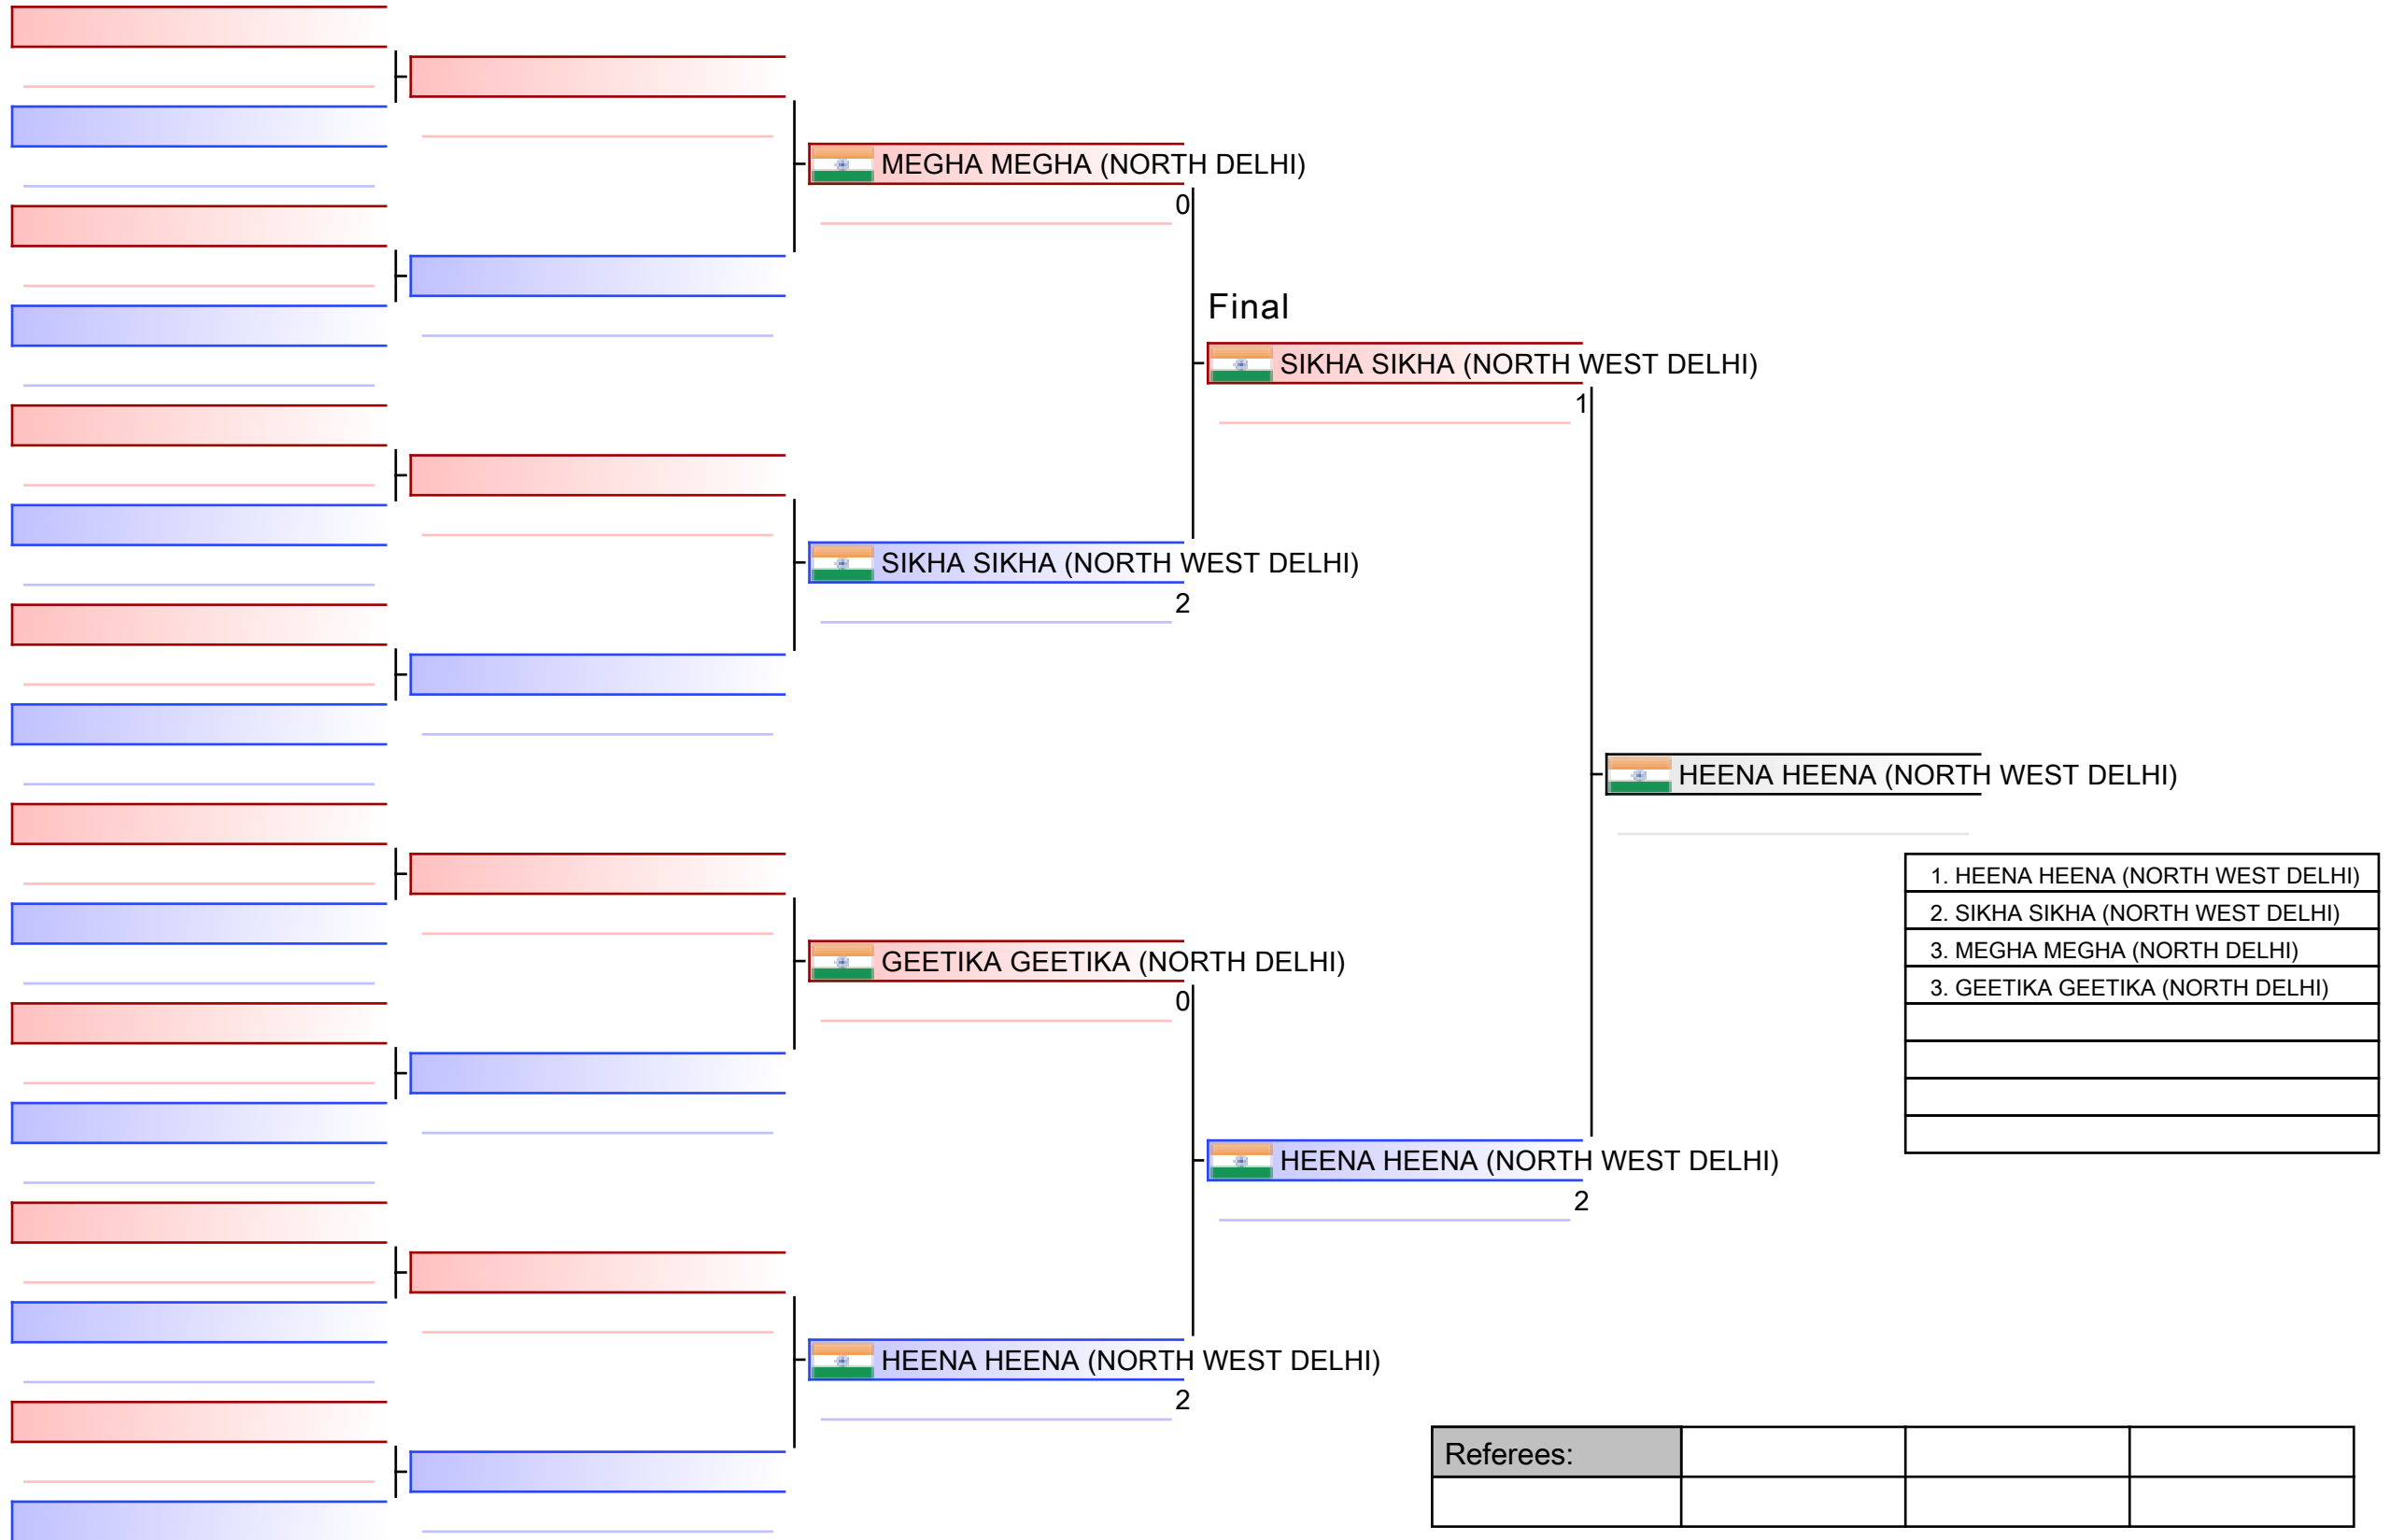 MEGHA MEGHA (NORTH DELHI)
0
Final
SIKHA SIKHA (NORTH WEST DELHI)
1
SIKHA SIKHA (NORTH WEST DELHI)
2
HEENA HEENA (NORTH WEST DELHI)
1. HEENA HEENA (NORTH WEST DELHI)
2. SIKHA SIKHA (NORTH WEST DELHI)
3. MEGHA MEGHA (NORTH DELHI)
3. GEETIKA GEETIKA (NORTH DELHI)
GEETIKA GEETIKA (NORTH DELHI)
0
HEENA HEENA (NORTH WEST DELHI)
2
HEENA HEENA (NORTH WEST DELHI)
2
Referees: